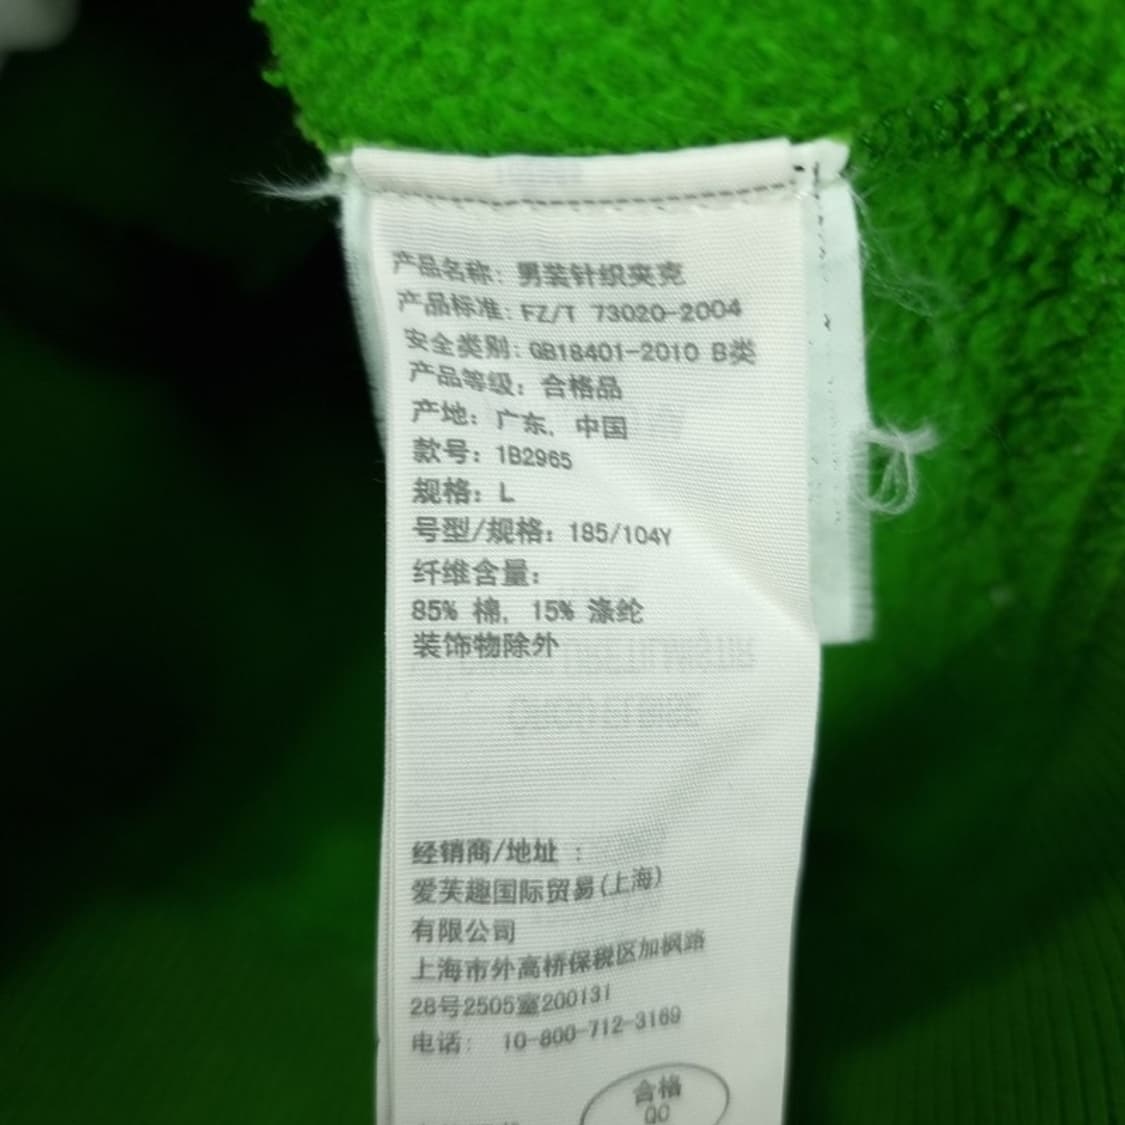 产品名称: 男装针织夹克
产品标准: FZ/T 73020-2004
安全类别: GB18401-2010 B类
产品等级: 合格品
产地: 广东, 中国
款号: 1B2965
规格: L
号型/规格: 185/104Y
纤维含量:
85% 棉, 15% 涤纶
装饰物除外
经销商/地址 :
爱芙趣国际贸易(上海)
有限公司
上海市外高桥保税区加枫路
28号2505室200131
电话: 10-800-712-3169
合格